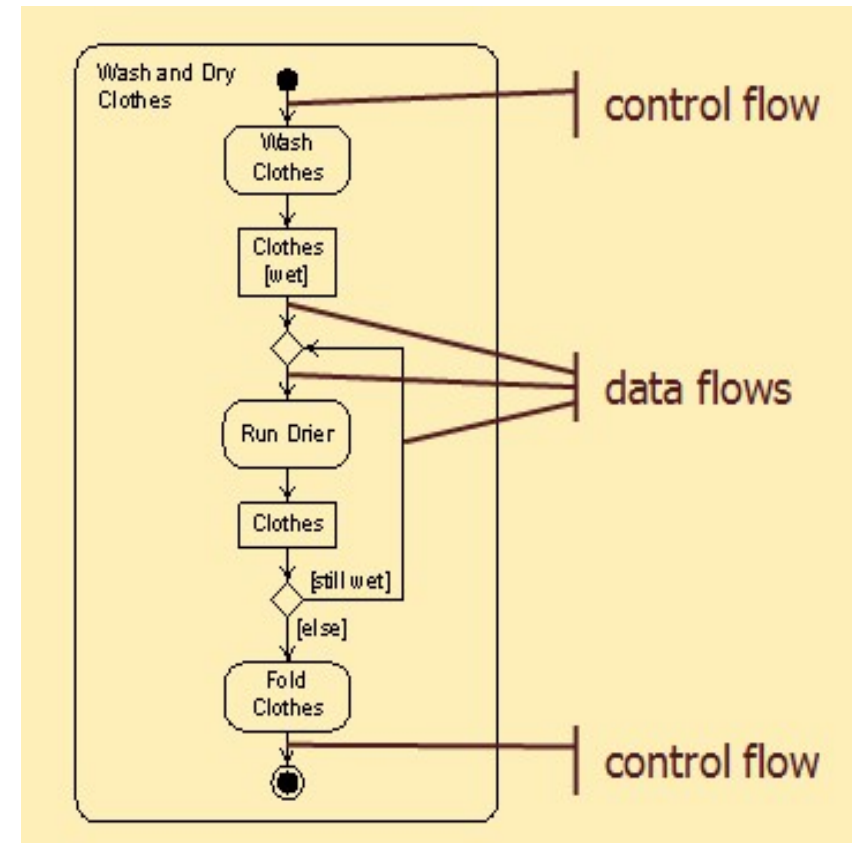 Wash and Dry
Clothes
control flow
Wash
Clothes
Clothes
[wet]
data flows
Run Drier
Clothes
[still wet]
[else]
Fold
Clothes
control flow